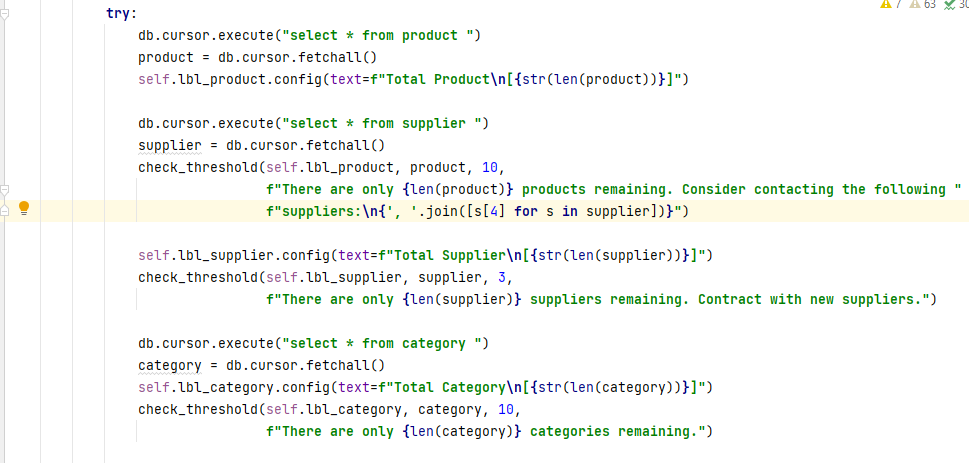 7 63 30
try:
db.cursor.execute("select * from product ")
product = db.cursor.fetchall()
self.lbl_product.config(text=f"Total Product\n[{str(len(product))}]")
db.cursor.execute("select * from supplier ")
supplier = db.cursor.fetchall()
check_threshold(self.lbl_product, product, 10,
f"There are only {len(product)} products remaining. Consider contacting the following "
f"suppliers:\n{', '.join([s[4] for s in supplier])}")
self.lbl_supplier.config(text=f"Total Supplier\n[{str(len(supplier))}]")
check_threshold(self.lbl_supplier, supplier, 3,
f"There are only {len(supplier)} suppliers remaining. Contract with new suppliers.")
db.cursor.execute("select * from category ")
category = db.cursor.fetchall()
self.lbl_category.config(text=f"Total Category\n[{str(len(category))}]")
check_threshold(self.lbl_category, category, 10,
f"There are only {len(category)} categories remaining.")